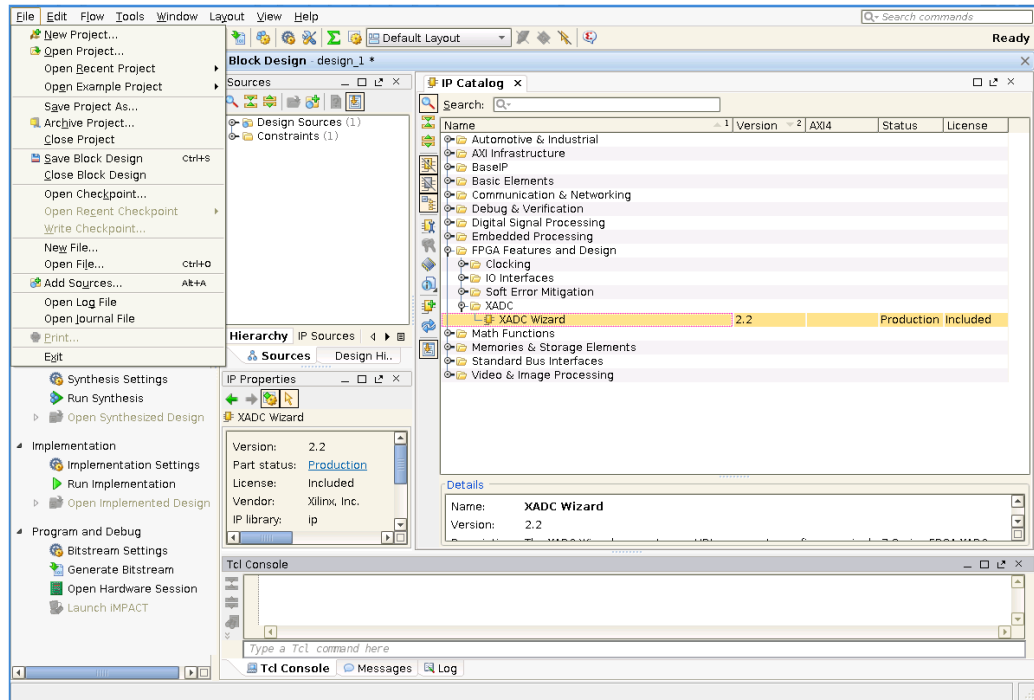 File Edit Flow Tools Window Layout View Help
Search commands
New Project...
Open Project...
Open Recent Project
Open Example Project
Save Project As...
Archive Project...
Close Project
Save Block Design Ctrl+S
Close Block Design
Open Checkpoint...
Open Recent Checkpoint
Write Checkpoint...
New File...
Open File... Ctrl+O
Add Sources... Alt+A
Open Log File
Open Journal File
Print...
Exit
Synthesis Settings
Run Synthesis
Open Synthesized Design
Implementation
Implementation Settings
Run Implementation
Open Implemented Design
Program and Debug
Bitstream Settings
Generate Bitstream
Open Hardware Session
Launch iMPACT
Default Layout
Ready
Block Design - design_1 *
Sources
Design Sources (1)
Constraints (1)
Hierarchy IP Sources
Sources Design Hi..
IP Properties
XADC Wizard
Version: 2.2
Part status: Production
License: Included
Vendor: Xilinx, Inc.
IP library: ip
IP Catalog
Search:
Name 1 Version 2 AXI4 Status License
Automotive & Industrial
AXI Infrastructure
BaseIP
Basic Elements
Communication & Networking
Debug & Verification
Digital Signal Processing
Embedded Processing
FPGA Features and Design
Clocking
IO Interfaces
Soft Error Mitigation
XADC
XADC Wizard 2.2 Production Included
Math Functions
Memories & Storage Elements
Standard Bus Interfaces
Video & Image Processing
Details
Name: XADC Wizard
Version: 2.2
Tcl Console
Type a Tcl command here
Tcl Console Messages Log